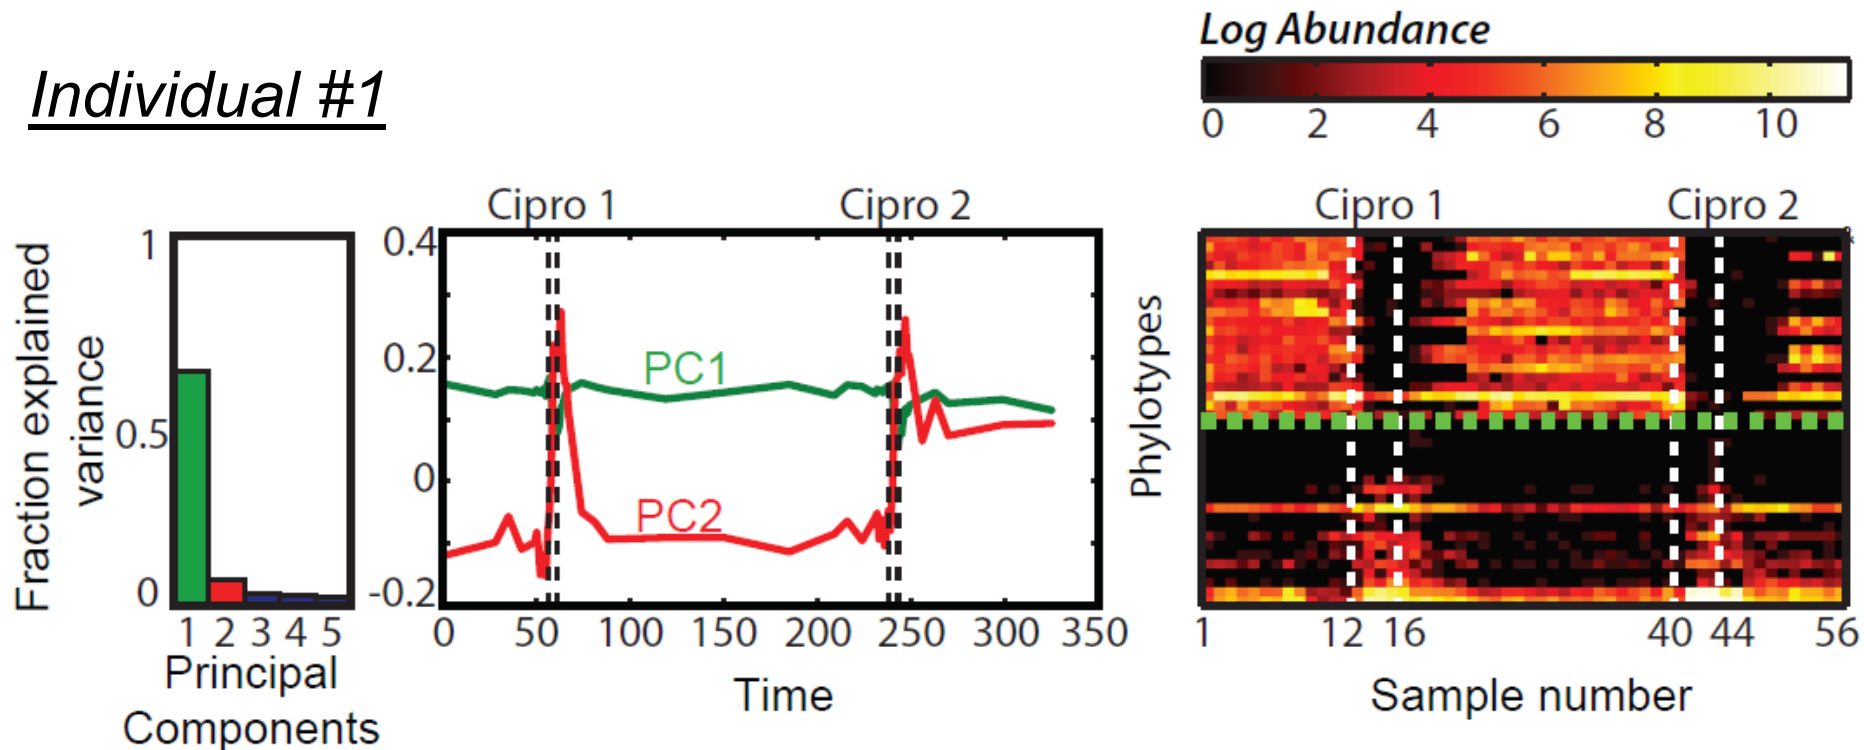 Individual #1
Log Abundance
0 2 4 6 8 10
Fraction explained
variance
1
0.5
0
1 2 3 4 5
Principal
Components
Cipro 1 Cipro 2
0.4
0.2
0
-0.2
PC1
PC2
0 50 100 150 200 250 300 350
Time
Cipro 1 Cipro 2
Phylotypes
1 12 16 40 44 56
Sample number